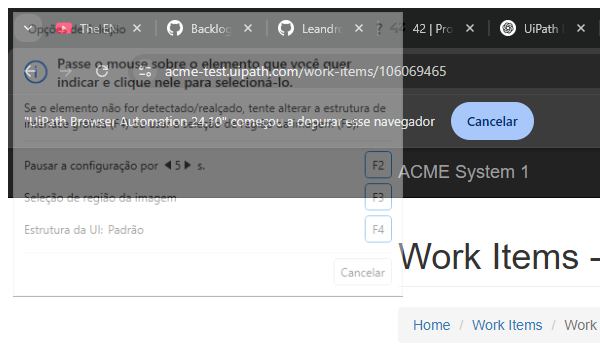 Opções de Seleção
The EN
Backlog
Leandr
42 | Pro
UiPath
Passe o mouse sobre o elemento que você quer
indicar e clique nele para selecioná-lo.
acme-test.uipath.com/work-items/106069465
Se o elemento não for detectado/realçado, tente alterar a estrutura de
"UiPath Browser Automation 24.10" começou a depurar esse navegador
Cancelar
Pausar a configuração por 5 s.
F2
ACME System 1
Seleção de região da imagem
F3
Estrutura da UI: Padrão
F4
Work Items -
Cancelar
Home / Work Items / Work